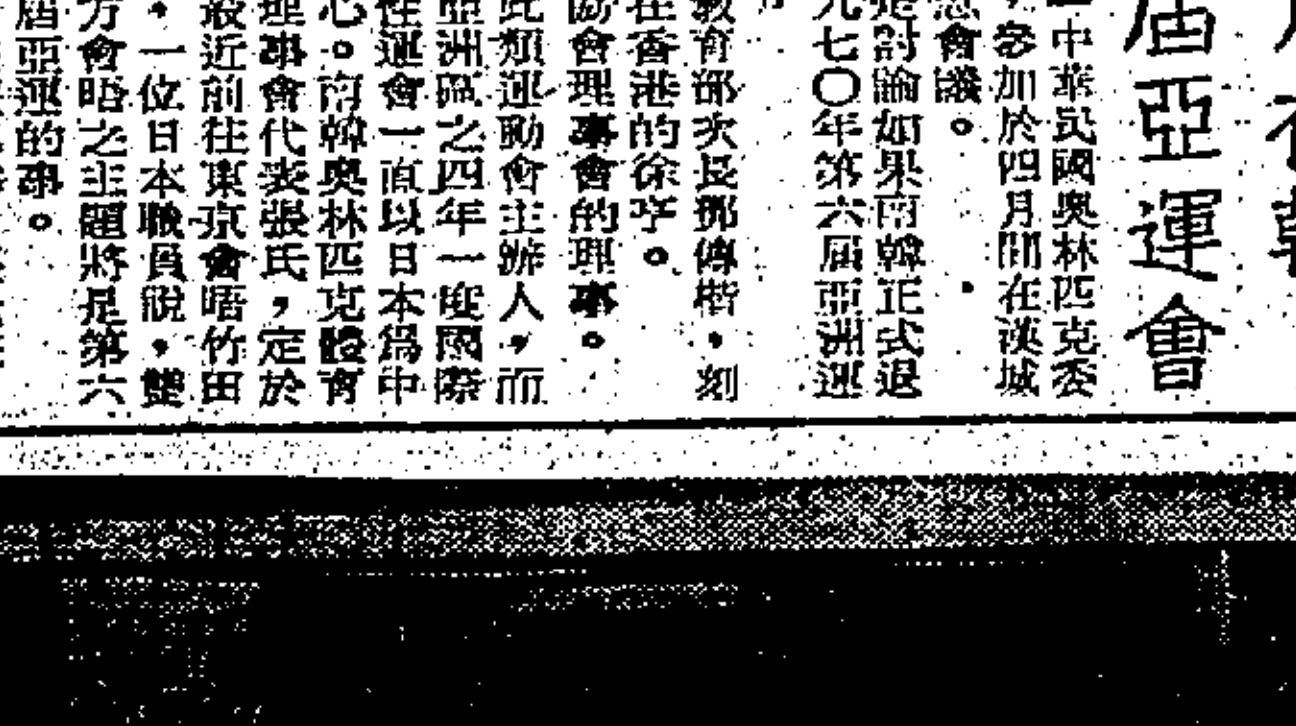 屆亞運會
中華民國奧林匹克委
參加於四月間在漢城
會議。
討論如果南韓正式退
九七〇年第六屆亞洲運
教育部次長鄧傳楷,刻
在香港的徐亨。
協會理事會的理事。
此類運動會主辦人,而
亞洲區之四年一度國際
性運會一直以日本為中
心。南韓奧林匹克體育
理事會代表張氏,定於
最近前往東京會晤竹田
。一位日本職員說,雙
方會晤之主題將是第六
屆亞運的事。